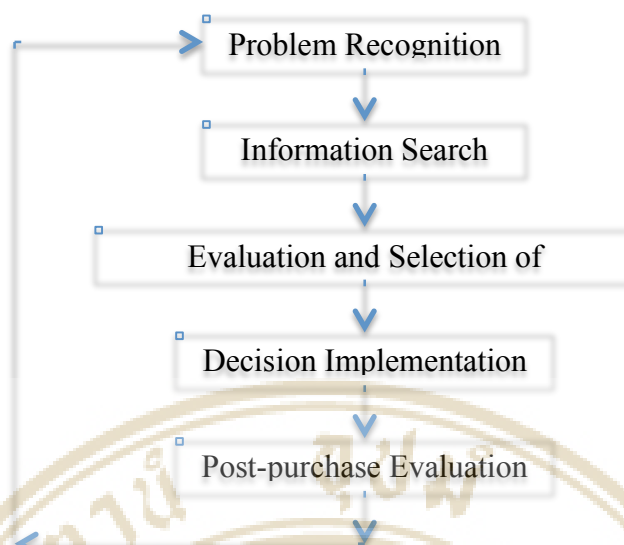 Problem Recognition
Information Search
Evaluation and Selection of
Decision Implementation
Post-purchase Evaluation